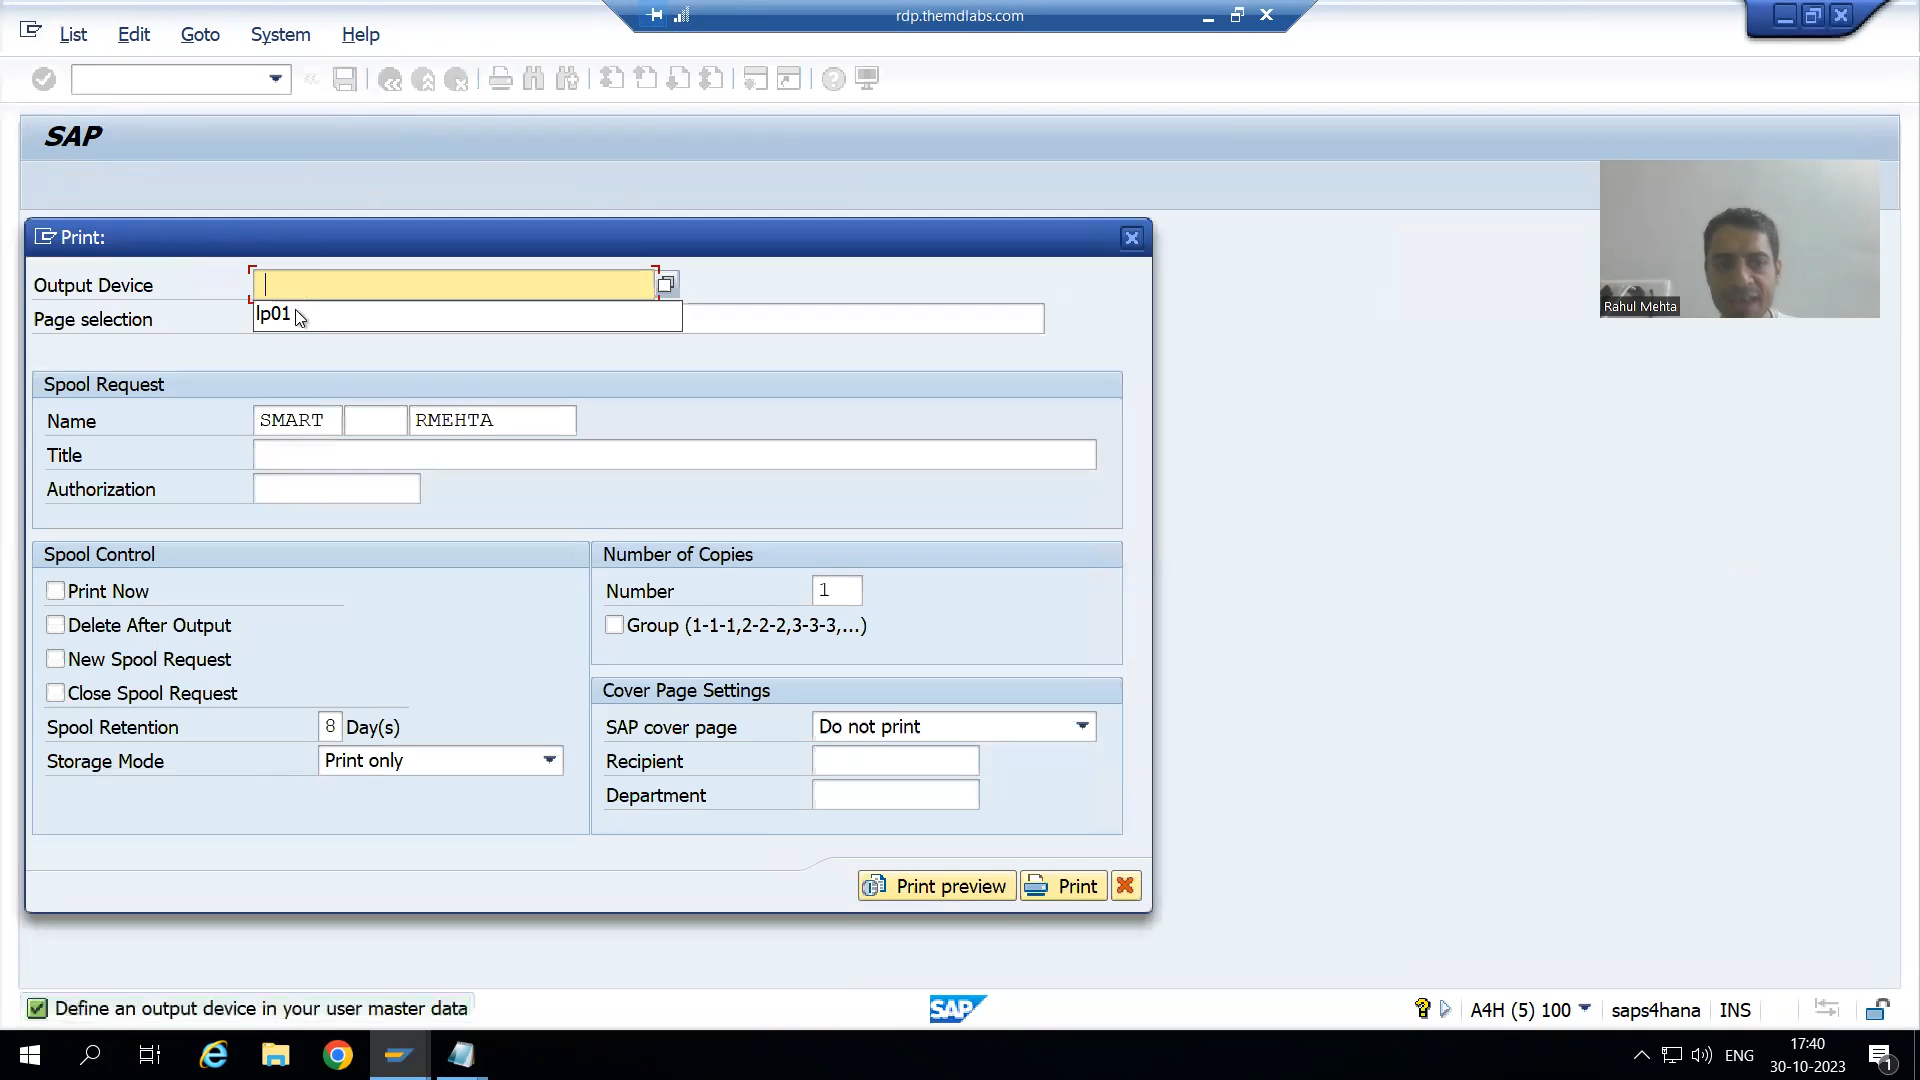 rdp.themdlabs.com
List Edit Goto System Help
SAP
Rahul Mehta
Print:
Output Device
lp01
Page selection
Spool Request
Name SMART RMEHTA
Title
Authorization
Spool Control
Print Now
Delete After Output
New Spool Request
Close Spool Request
Spool Retention 8 Day(s)
Storage Mode Print only
Number of Copies
Number 1
Group (1-1-1,2-2-2,3-3-3,...)
Cover Page Settings
SAP cover page Do not print
Recipient
Department
Print preview Print
Define an output device in your user master data
SAP
A4H (5) 100 saps4hana INS
ENG
17:40
30-10-2023
1